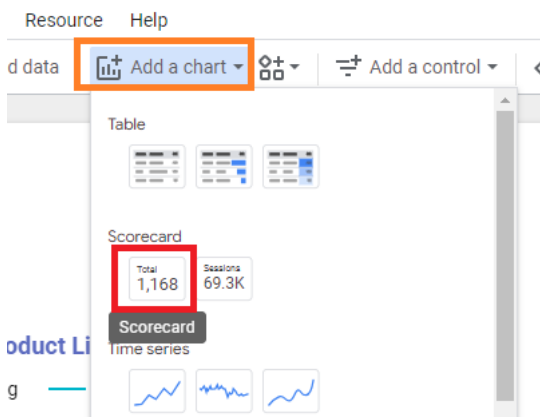 Resource Help
d data Add a chart Add a control
Table
Scorecard
Total
1,168
Sessions
69.3K
Scorecard
oduct Li
Time series
g